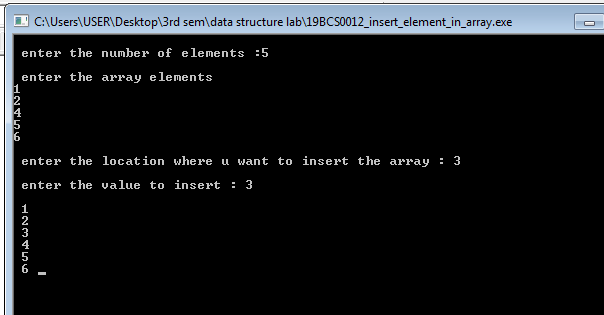 C:\Users\USER\Desktop\3rd sem\data structure lab\19BCS0012_insert_element_in_array.exe
enter the number of elements :5
enter the array elements
1
2
4
5
6
enter the location where u want to insert the array : 3
enter the value to insert : 3
1
2
3
4
5
6 _